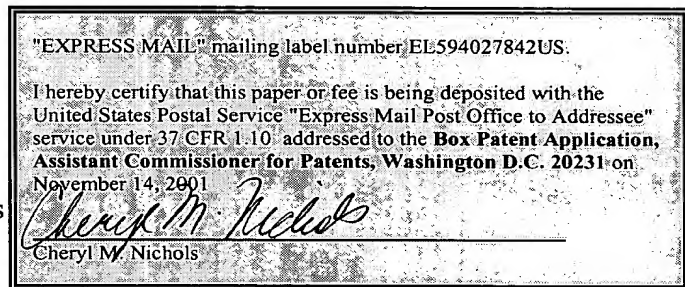 "EXPRESS MAIL" mailing label number EL594027842US.
I hereby certify that this paper or fee is being deposited with the
United States Postal Service "Express Mail Post Office to Addressee"
service under 37 CFR 1.10 addressed to the Box Patent Application,
Assistant Commissioner for Patents, Washington D.C. 20231 on
November 14, 2001
Cheryl M. Nichols
Cheryl M. Nichols